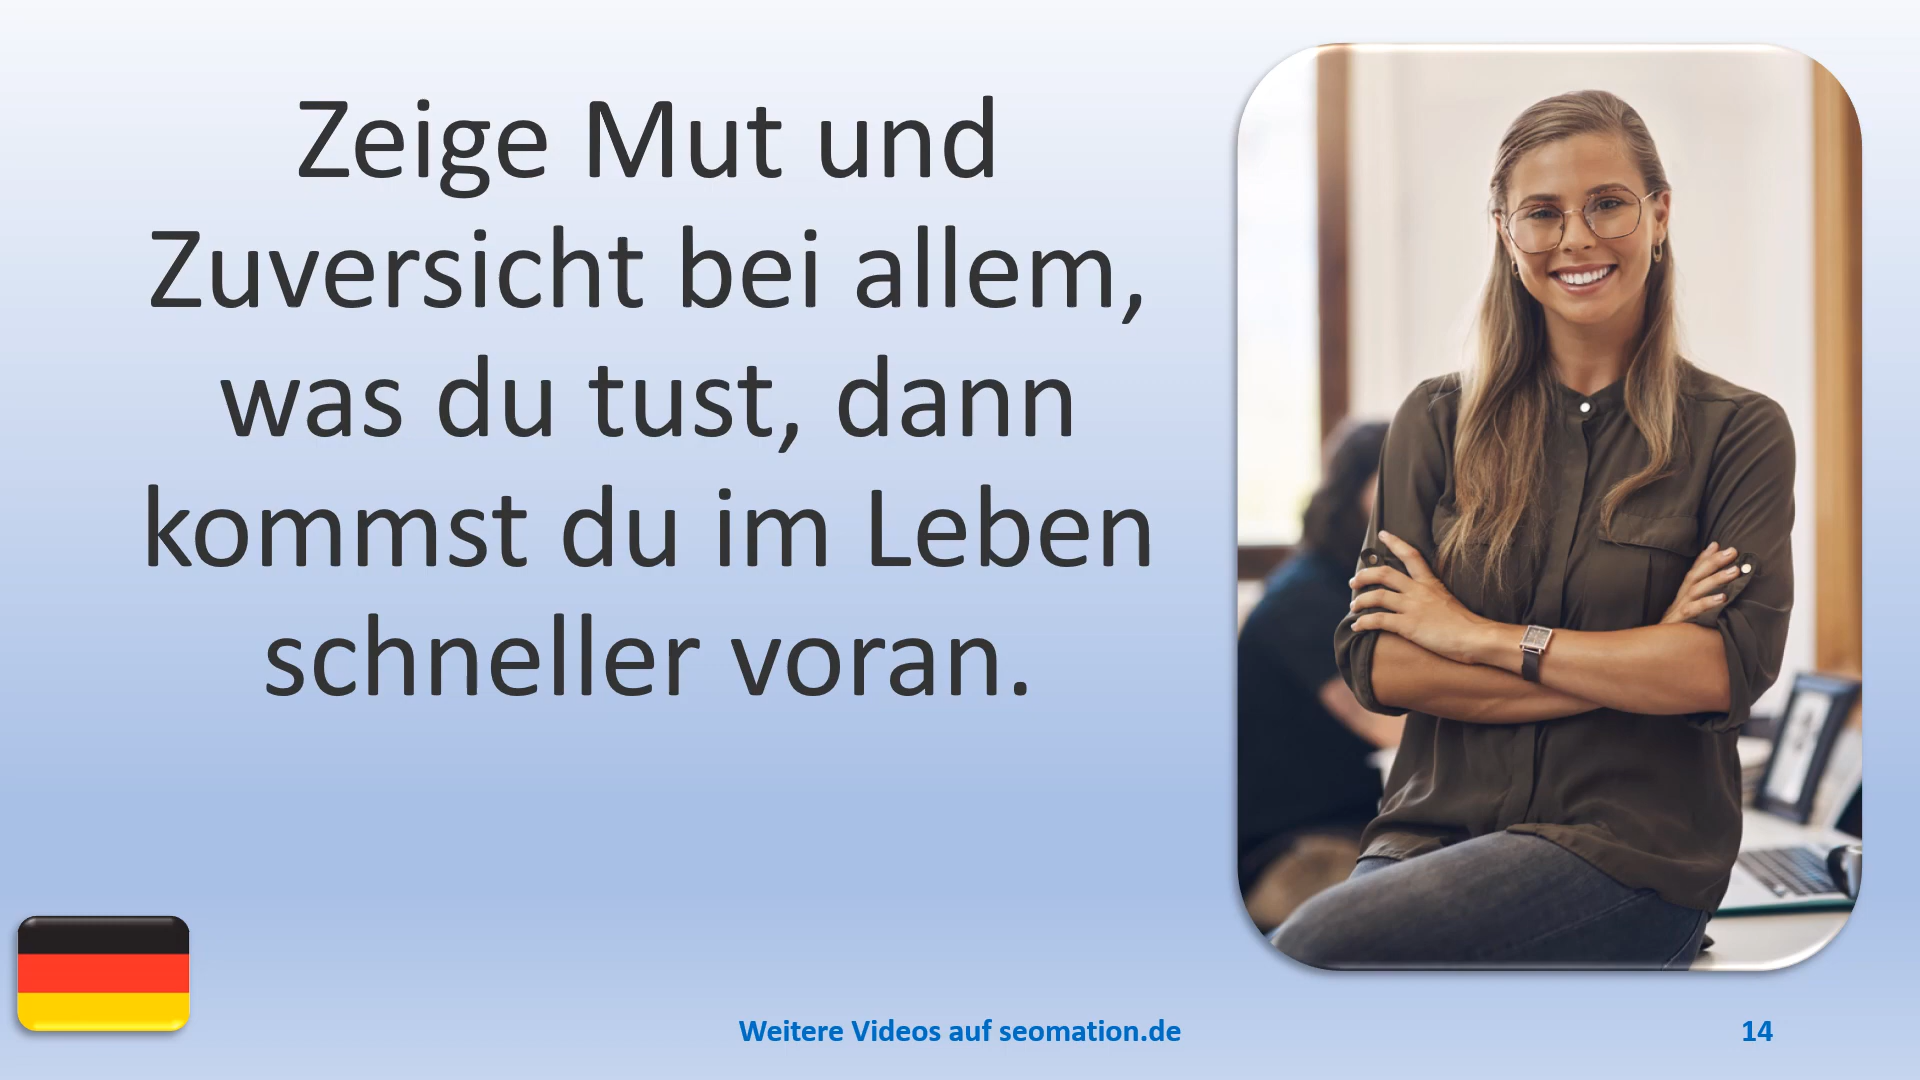 Zeige Mut und
Zuversicht bei allem,
was du tust, dann
kommst du im Leben
schneller voran.
Weitere Videos auf seomation.de
14